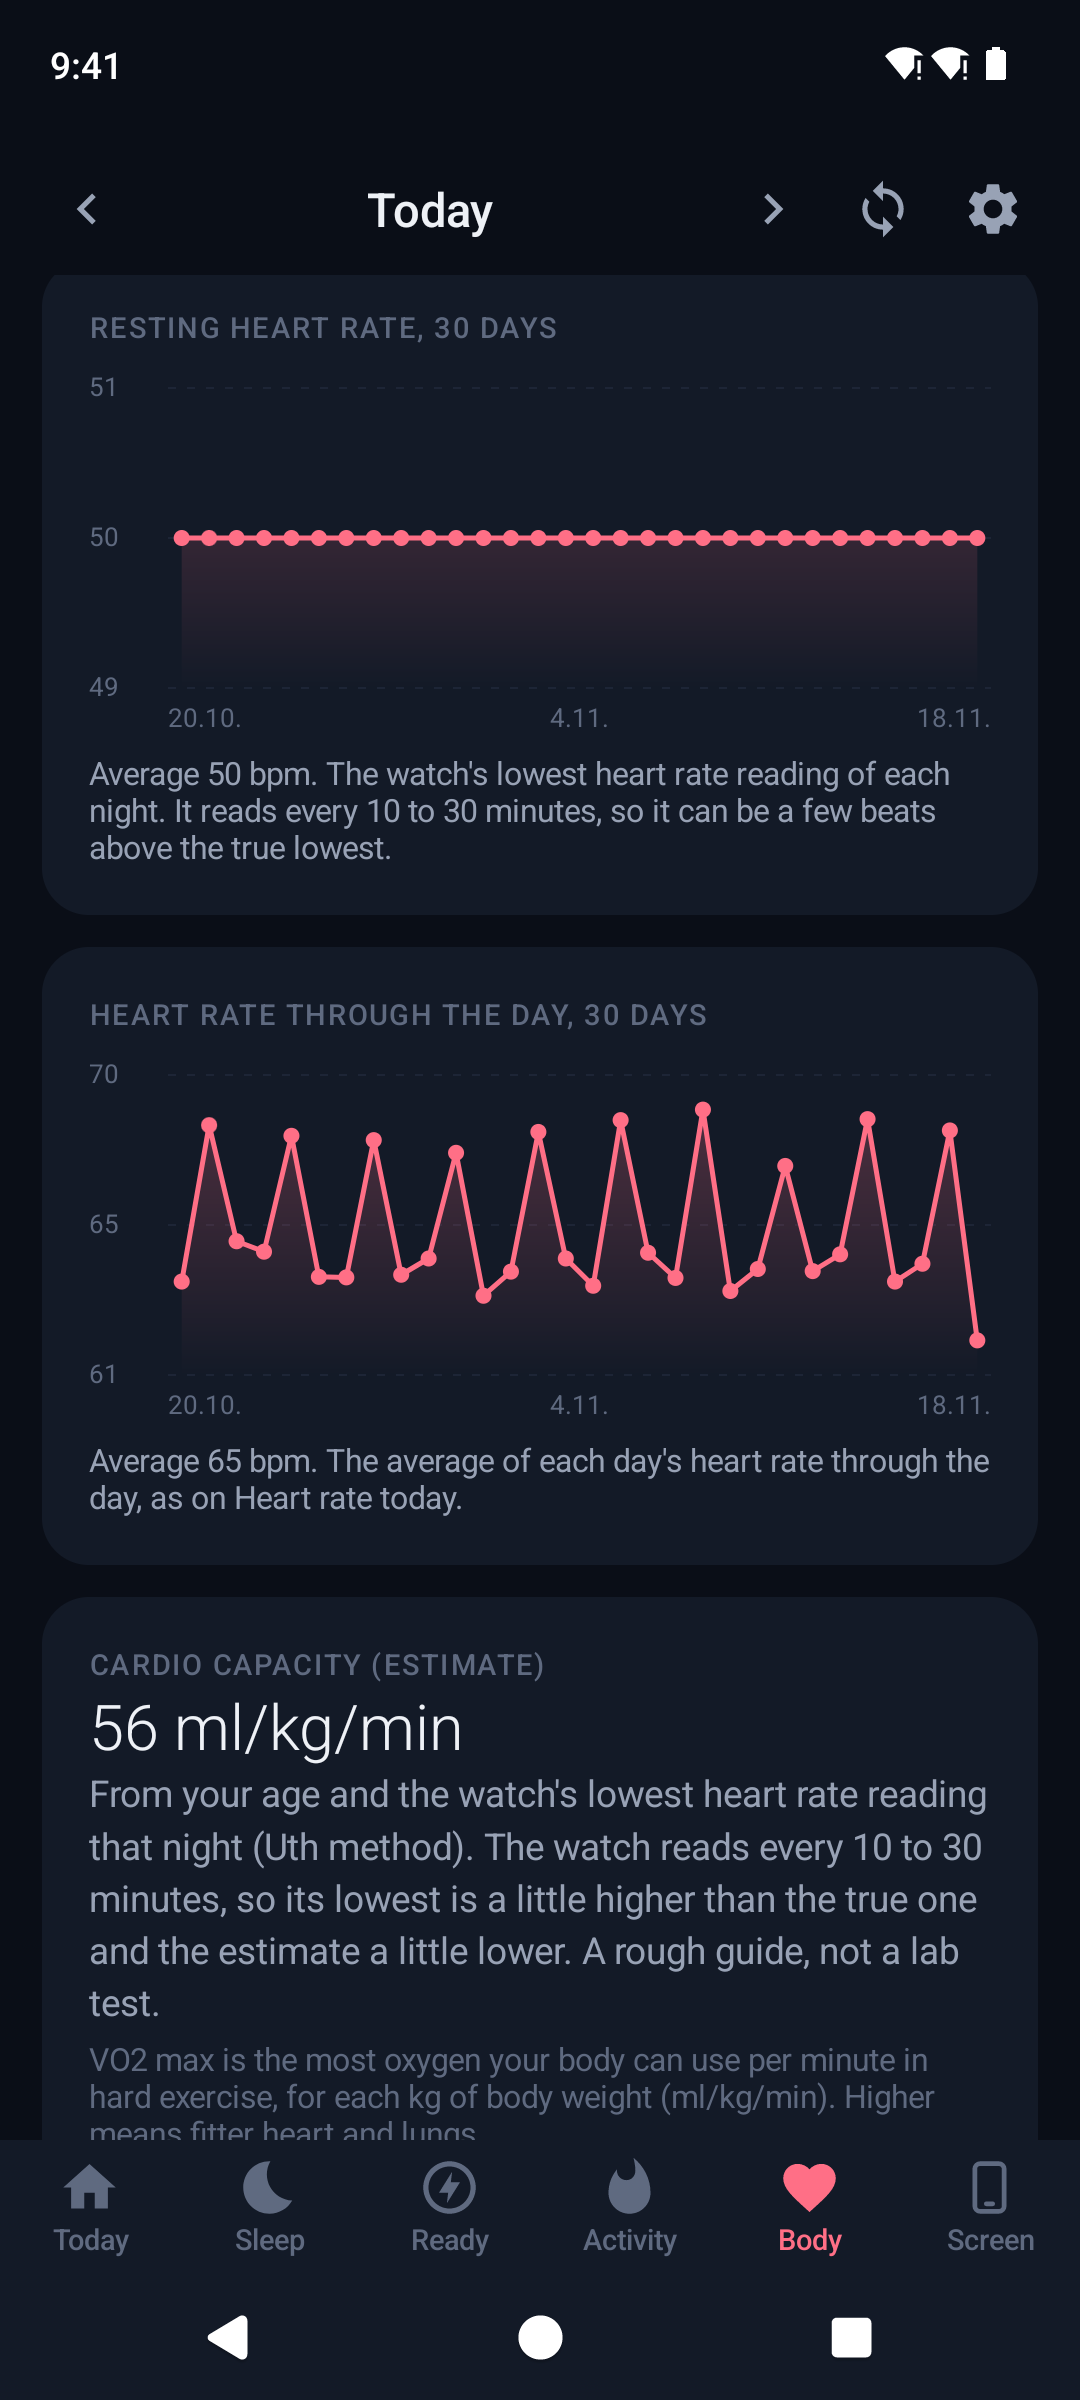 9:41
Today
RESTING HEART RATE, 30 DAYS
51
50
49
20.10.
4.11.
18.11.
Average 50 bpm. The watch's lowest heart rate reading of each
night. It reads every 10 to 30 minutes, so it can be a few beats
above the true lowest.
HEART RATE THROUGH THE DAY, 30 DAYS
70
65
61
20.10.
4.11.
18.11.
Average 65 bpm. The average of each day's heart rate through the
day, as on Heart rate today.
CARDIO CAPACITY (ESTIMATE)
56 ml/kg/min
From your age and the watch's lowest heart rate reading
that night (Uth method). The watch reads every 10 to 30
minutes, so its lowest is a little higher than the true one
and the estimate a little lower. A rough guide, not a lab
test.
VO2 max is the most oxygen your body can use per minute in
hard exercise, for each kg of body weight (ml/kg/min). Higher
means fitter heart and lungs
Today
Sleep
Ready
Activity
Body
Screen